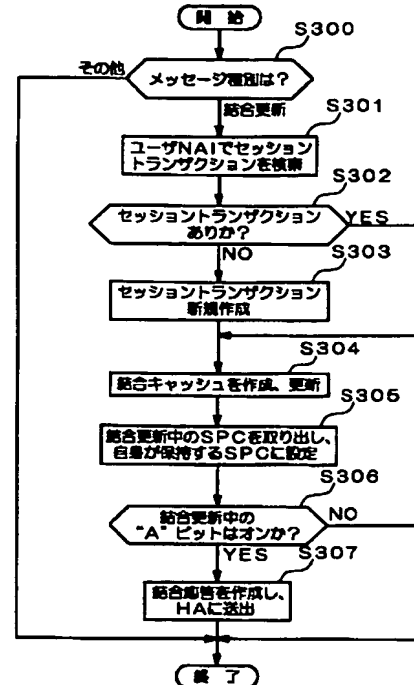 開始
S300
その他
メッセージ種別は？
結合更新
S301
ユーザNAIでセッション
トランザクションを検索
S302
セッショントランザクション
ありか？
YES
NO
S303
セッショントランザクション
新規作成
S304
結合キャッシュを作成、更新
S305
結合更新中のSPCを取り出し、
自身が保持するSPCに設定
S306
結合更新中の
"A"ビットはオンか？
NO
YES
S307
結合応答を作成し、
HAに送出
終了